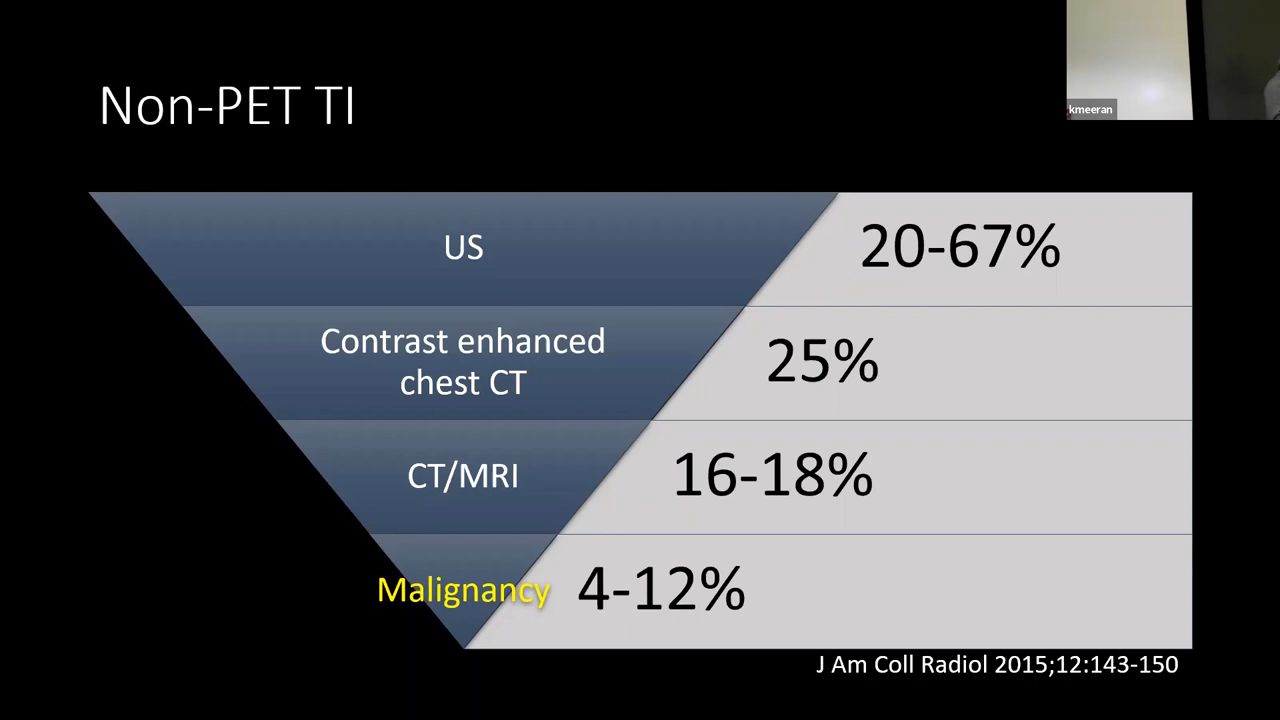 kmeeran
Non-PET TI
US
20-67%
Contrast enhanced
chest CT
25%
CT/MRI
16-18%
Malignancy
4-12%
J Am Coll Radiol 2015;12:143-150